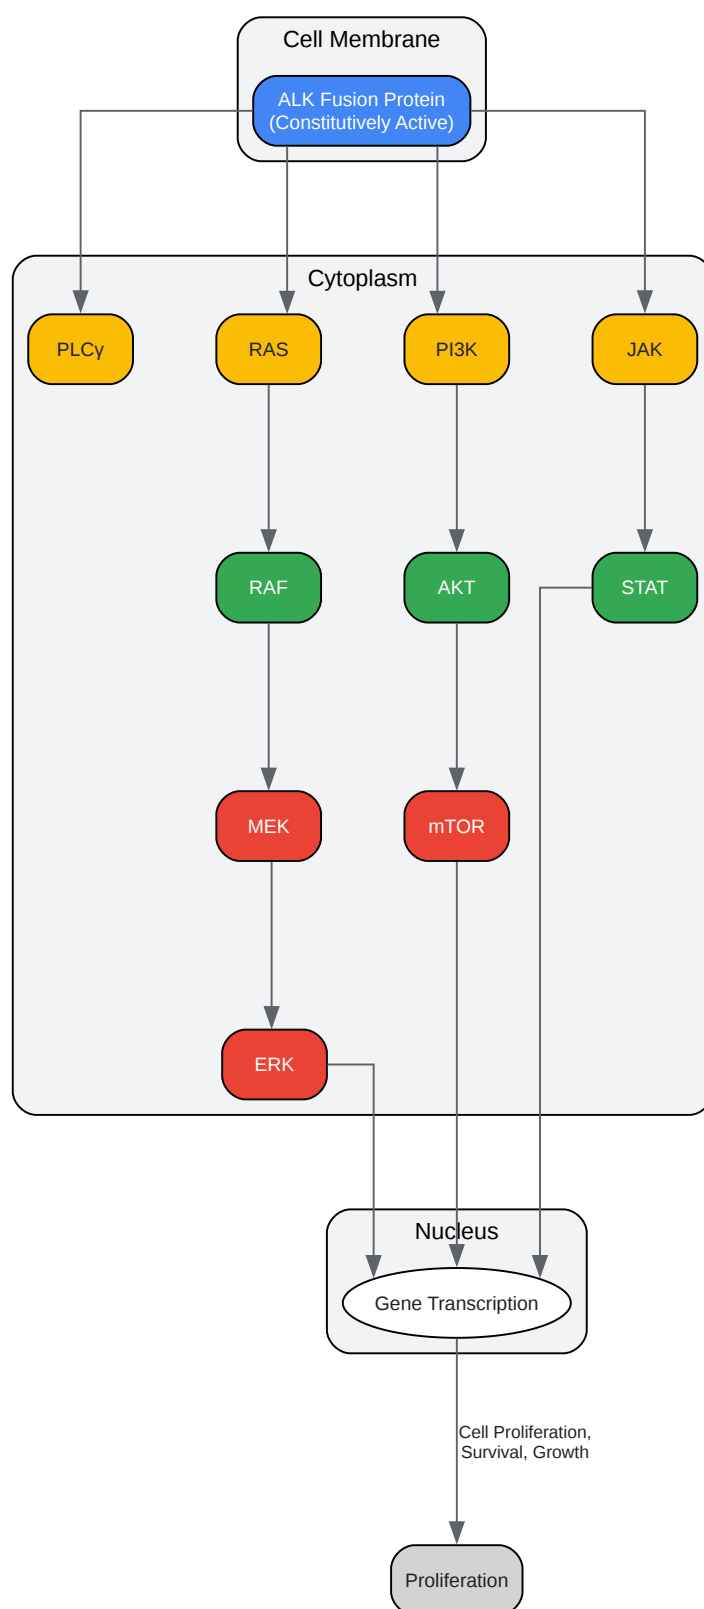 Cell Membrane
ALK Fusion Protein
(Constitutively Active)
Cytoplasm
PLCγ
RAS
PI3K
JAK
RAF
AKT
STAT
MEK
mTOR
ERK
Nucleus
Gene Transcription
Cell Proliferation,
Survival, Growth
Proliferation